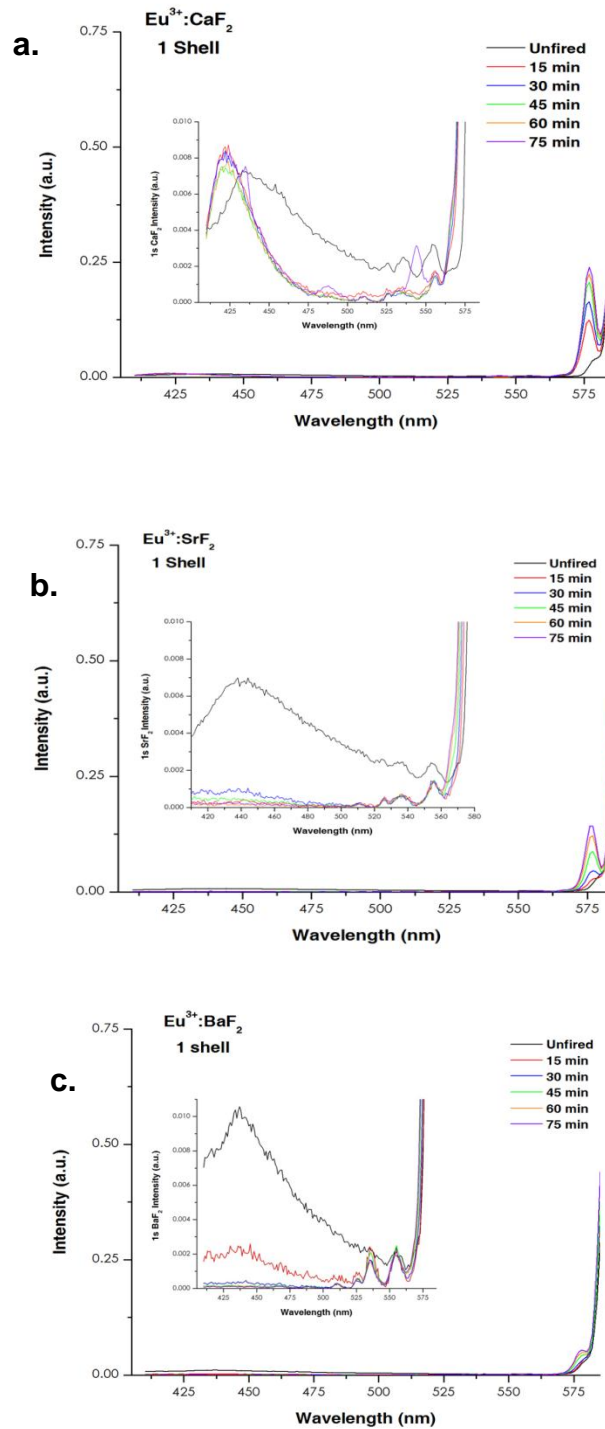 a.
Eu³⁺:CaF₂
1 Shell
Unfired
15 min
30 min
45 min
60 min
75 min
0.75
0.50
0.25
0.00
Intensity (a.u.)
425
450
475
500
525
550
575
Wavelength (nm)
0.010
0.008
0.006
0.004
0.002
0.000
1s CaF₂ Intensity (a.u.)
425
450
475
500
525
550
575
Wavelength (nm)
b.
Eu³⁺:SrF₂
1 Shell
Unfired
15 min
30 min
45 min
60 min
75 min
0.75
0.50
0.25
0.00
Intensity (a.u.)
425
450
475
500
525
550
575
Wavelength (nm)
0.010
0.008
0.006
0.004
0.002
0.000
1s SrF₂ Intensity (a.u.)
420
440
460
480
500
520
540
560
580
Wavelength (nm)
c.
Eu³⁺:BaF₂
1 shell
Unfired
15 min
30 min
45 min
60 min
75 min
0.75
0.50
0.25
0.00
Intensity (a.u.)
425
450
475
500
525
550
575
Wavelength (nm)
0.010
0.008
0.006
0.004
0.002
0.000
1s BaF₂ Intensity (a.u.)
425
450
475
500
525
550
575
Wavelength (nm)